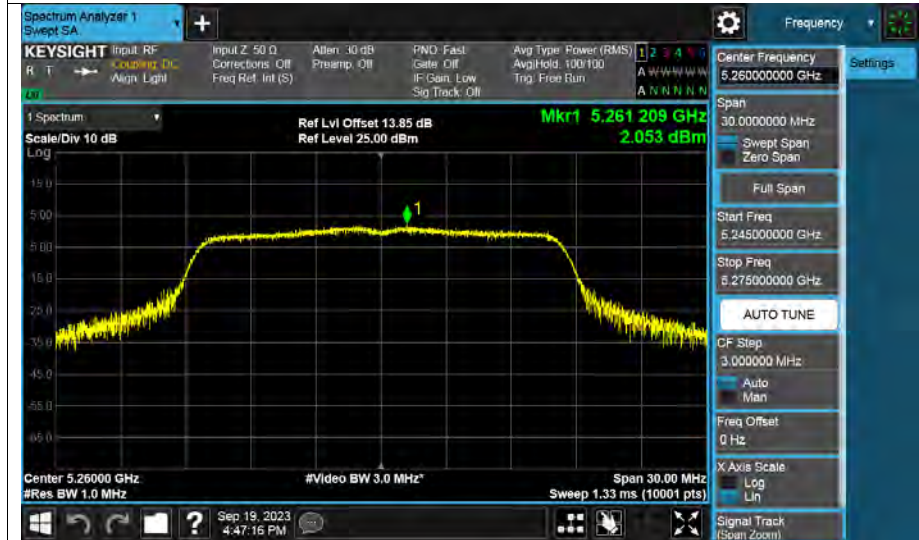 Spectrum Analyzer 1
Swept SA
+
Frequency
KEYSIGHT
R T
Input: RF
Coupling: DC
Align: Light
Input Z: 50 Ω
Corrections: Off
Freq Ref: Int (S)
Atten: 30 dB
Preamp: Off
PNO: Fast
Gate: Off
IF Gain: Low
Sig Track: Off
Avg Type: Power (RMS)
Avg|Hold: 100/100
Trig: Free Run
1 2 3 4 5 6
A W W W W W
A N N N N N
Center Frequency
5.260000000 GHz
Settings
Span
30.0000000 MHz
Swept Span
Zero Span
Full Span
Start Freq
5.245000000 GHz
Stop Freq
5.275000000 GHz
AUTO TUNE
CF Step
3.000000 MHz
Auto
Man
Freq Offset
0 Hz
X Axis Scale
Log
Lin
Signal Track
(Span Zoom)
1 Spectrum
Scale/Div 10 dB
Log
Ref Lvl Offset 13.85 dB
Ref Level 25.00 dBm
Mkr1 5.261 209 GHz
2.053 dBm
15.0
5.00
-5.00
-15.0
-25.0
-35.0
-45.0
-55.0
-65.0
1
Center 5.26000 GHz
#Res BW 1.0 MHz
#Video BW 3.0 MHz*
Span 30.00 MHz
Sweep 1.33 ms (10001 pts)
?
Sep 19, 2023
4:47:16 PM